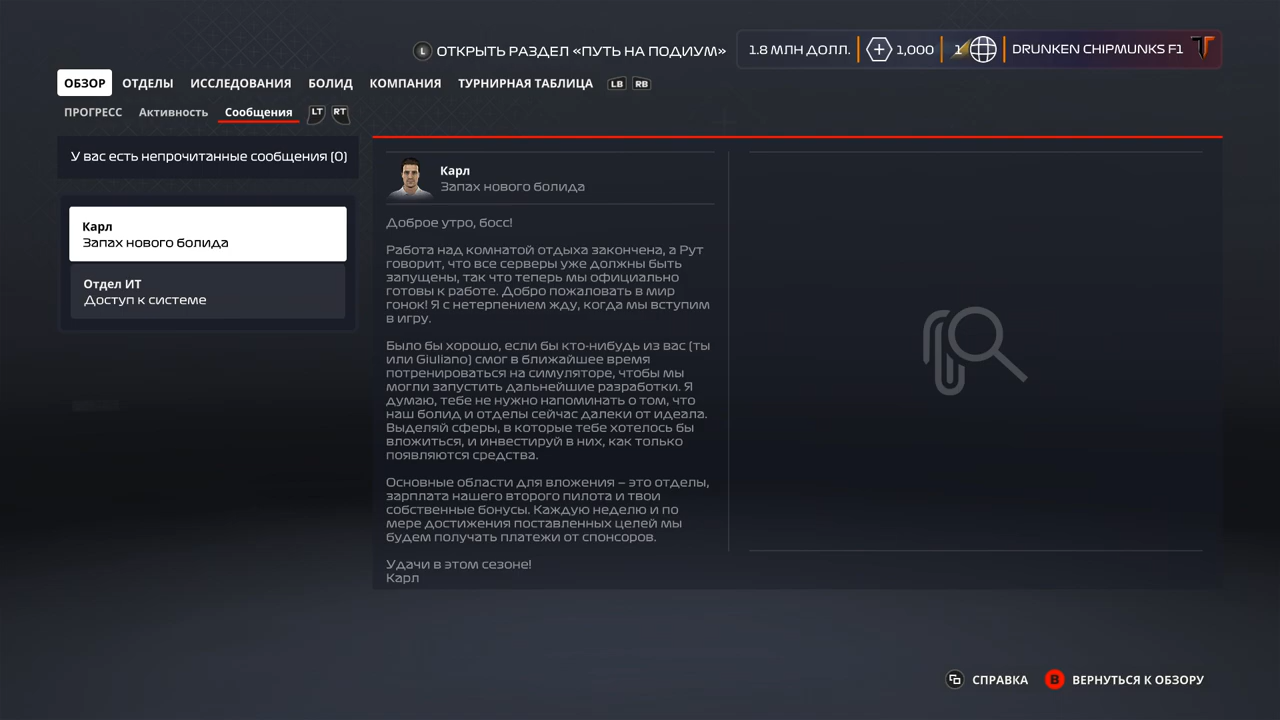 L ОТКРЫТЬ РАЗДЕЛ «ПУТЬ НА ПОДИУМ»
1.8 МЛН ДОЛЛ.
1,000
1
DRUNKEN CHIPMUNKS F1
ОБЗОР ОТДЕЛЫ ИССЛЕДОВАНИЯ БОЛИД КОМПАНИЯ ТУРНИРНАЯ ТАБЛИЦА LB RB
ПРОГРЕСС Активность Сообщения LT RT
У вас есть непрочитанные сообщения (0)
Карл
Запах нового болида
Отдел ИТ
Доступ к системе
Карл
Запах нового болида
Доброе утро, босс!
Работа над комнатой отдыха закончена, а Рут
говорит, что все серверы уже должны быть
запущены, так что теперь мы официально
готовы к работе. Добро пожаловать в мир
гонок! Я с нетерпением жду, когда мы вступим
в игру.
Было бы хорошо, если бы кто-нибудь из вас (ты
или Giuliano) смог в ближайшее время
потренироваться на симуляторе, чтобы мы
могли запустить дальнейшие разработки. Я
думаю, тебе не нужно напоминать о том, что
наш болид и отделы сейчас далеки от идеала.
Выделяй сферы, в которые тебе хотелось бы
вложиться, и инвестируй в них, как только
появляются средства.
Основные области для вложения – это отделы,
зарплата нашего второго пилота и твои
собственные бонусы. Каждую неделю и по
мере достижения поставленных целей мы
будем получать платежи от спонсоров.
Удачи в этом сезоне!
Карл
СПРАВКА
B ВЕРНУТЬСЯ К ОБЗОРУ